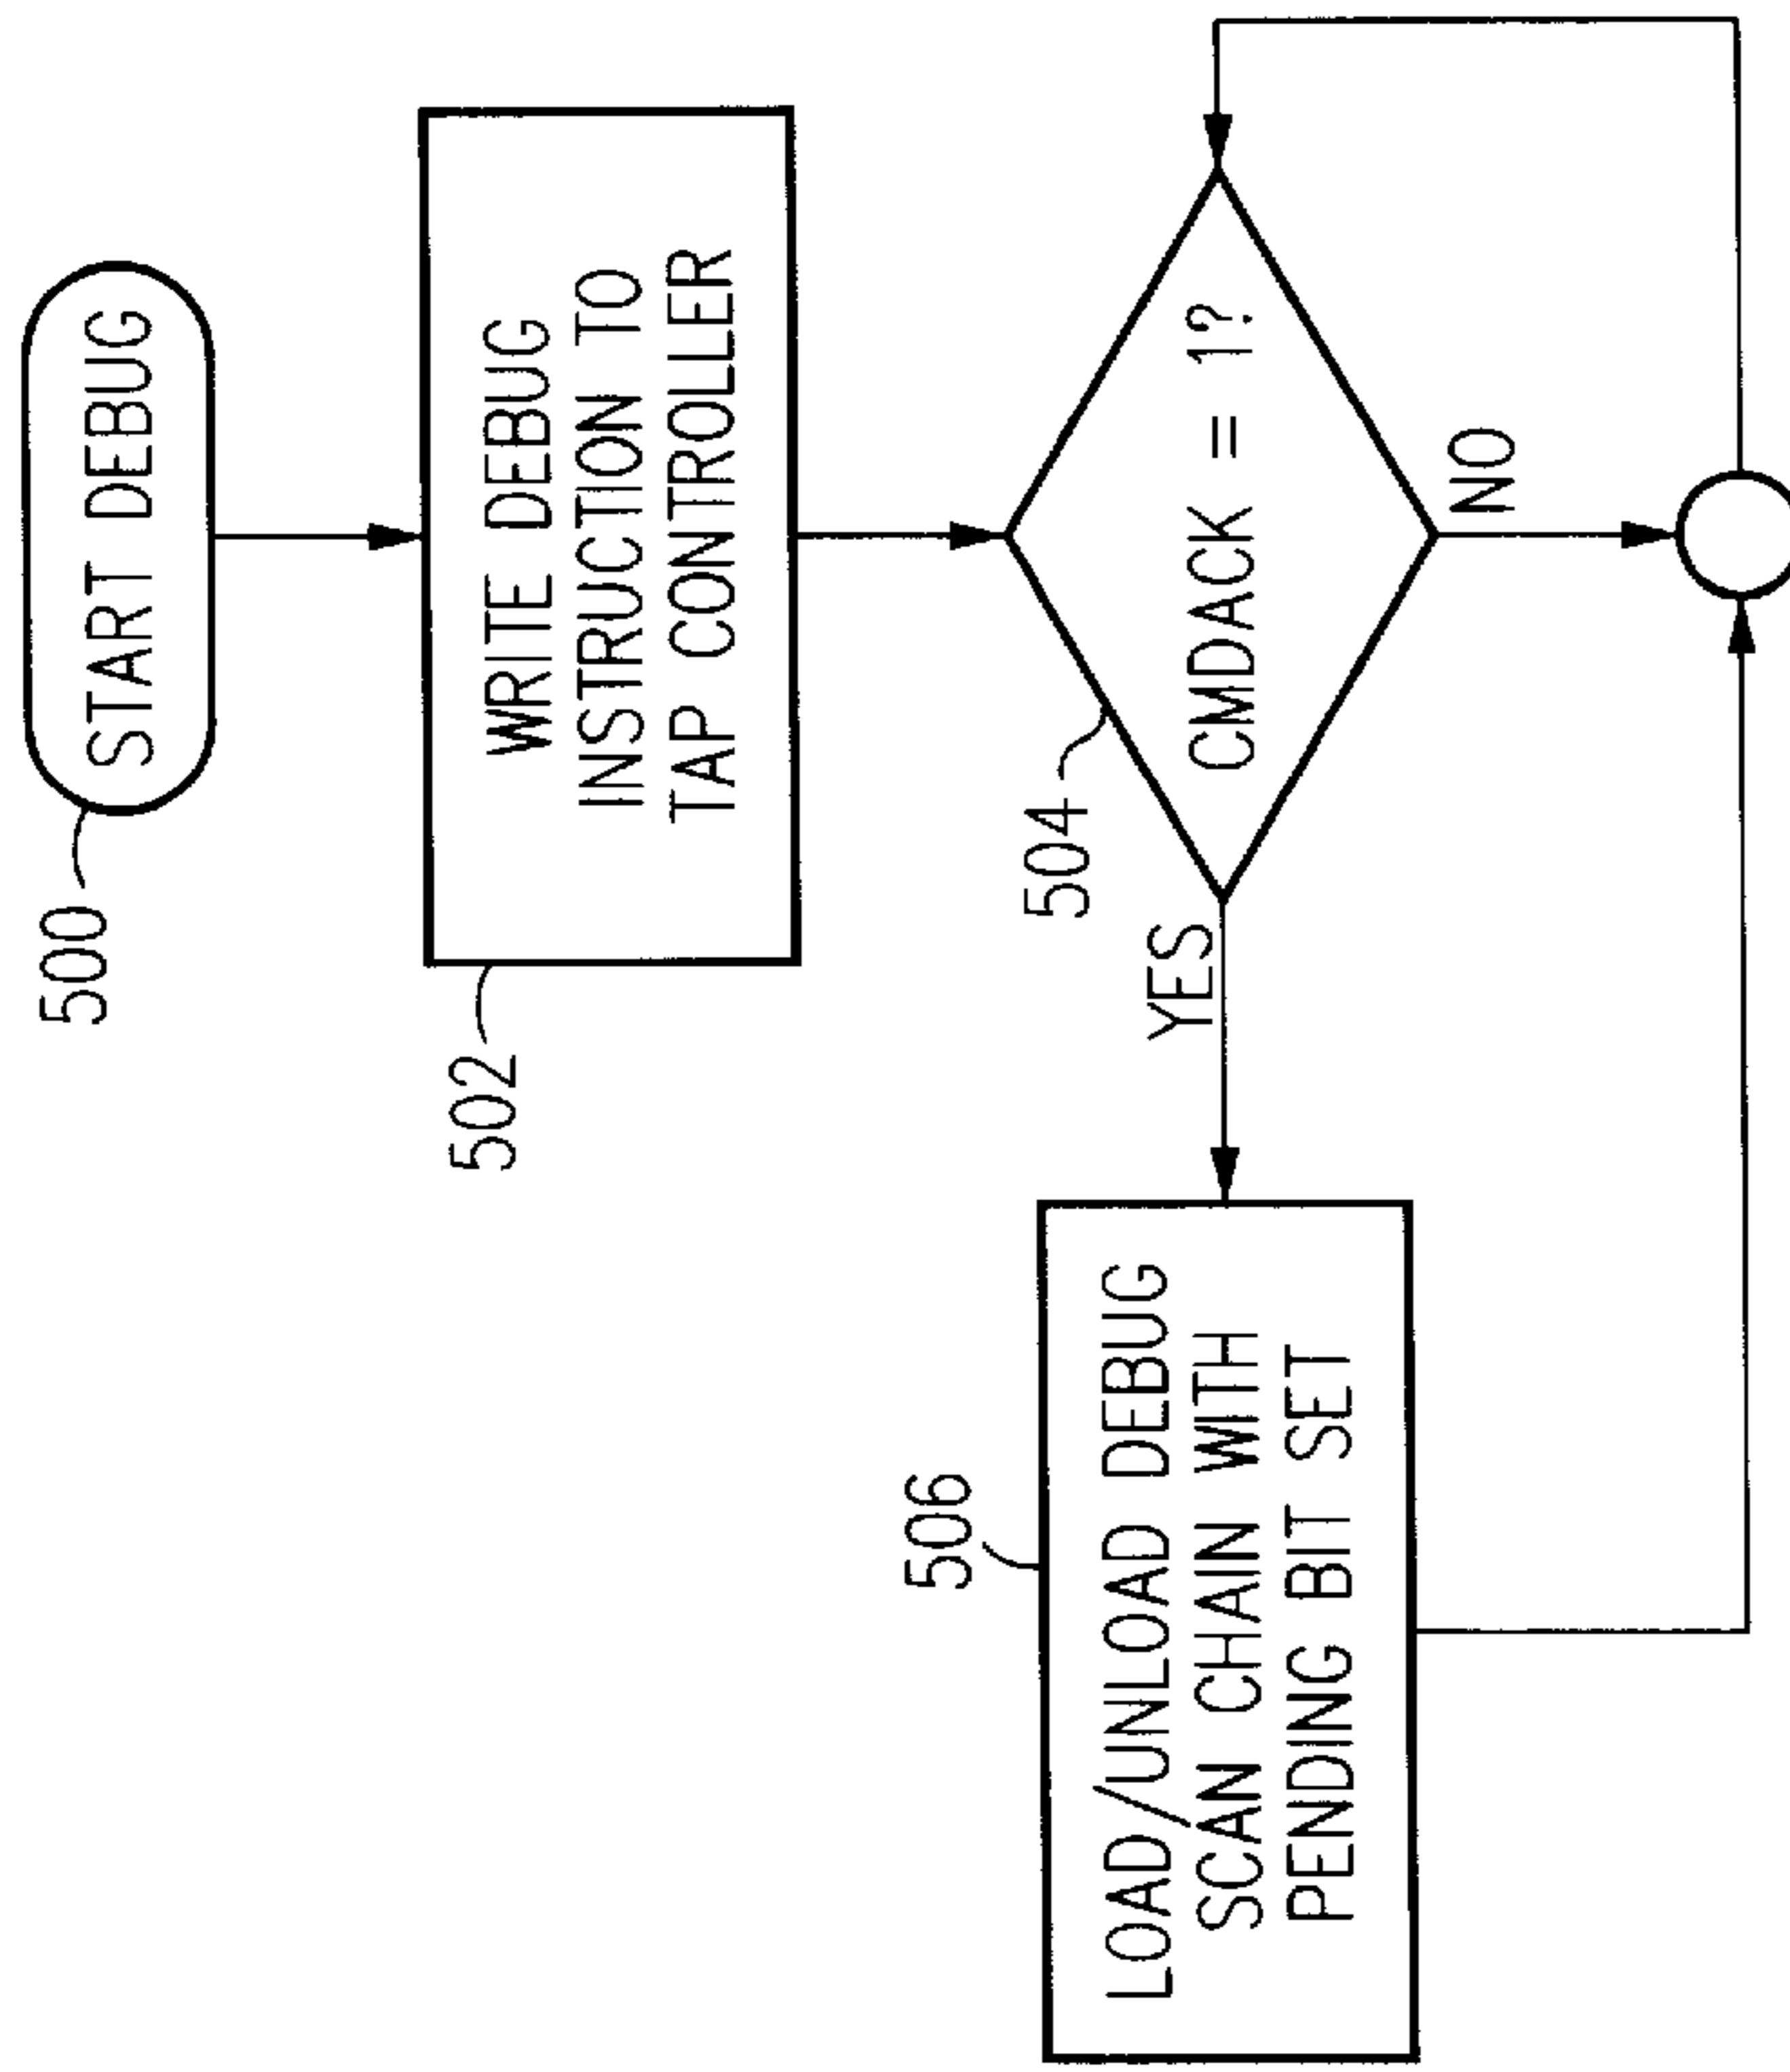 500
START DEBUG
502
WRITE DEBUG
INSTRUCTION TO
TAP CONTROLLER
504
CMDACK = 1?
YES
NO
506
LOAD/UNLOAD DEBUG
SCAN CHAIN WITH
PENDING BIT SET